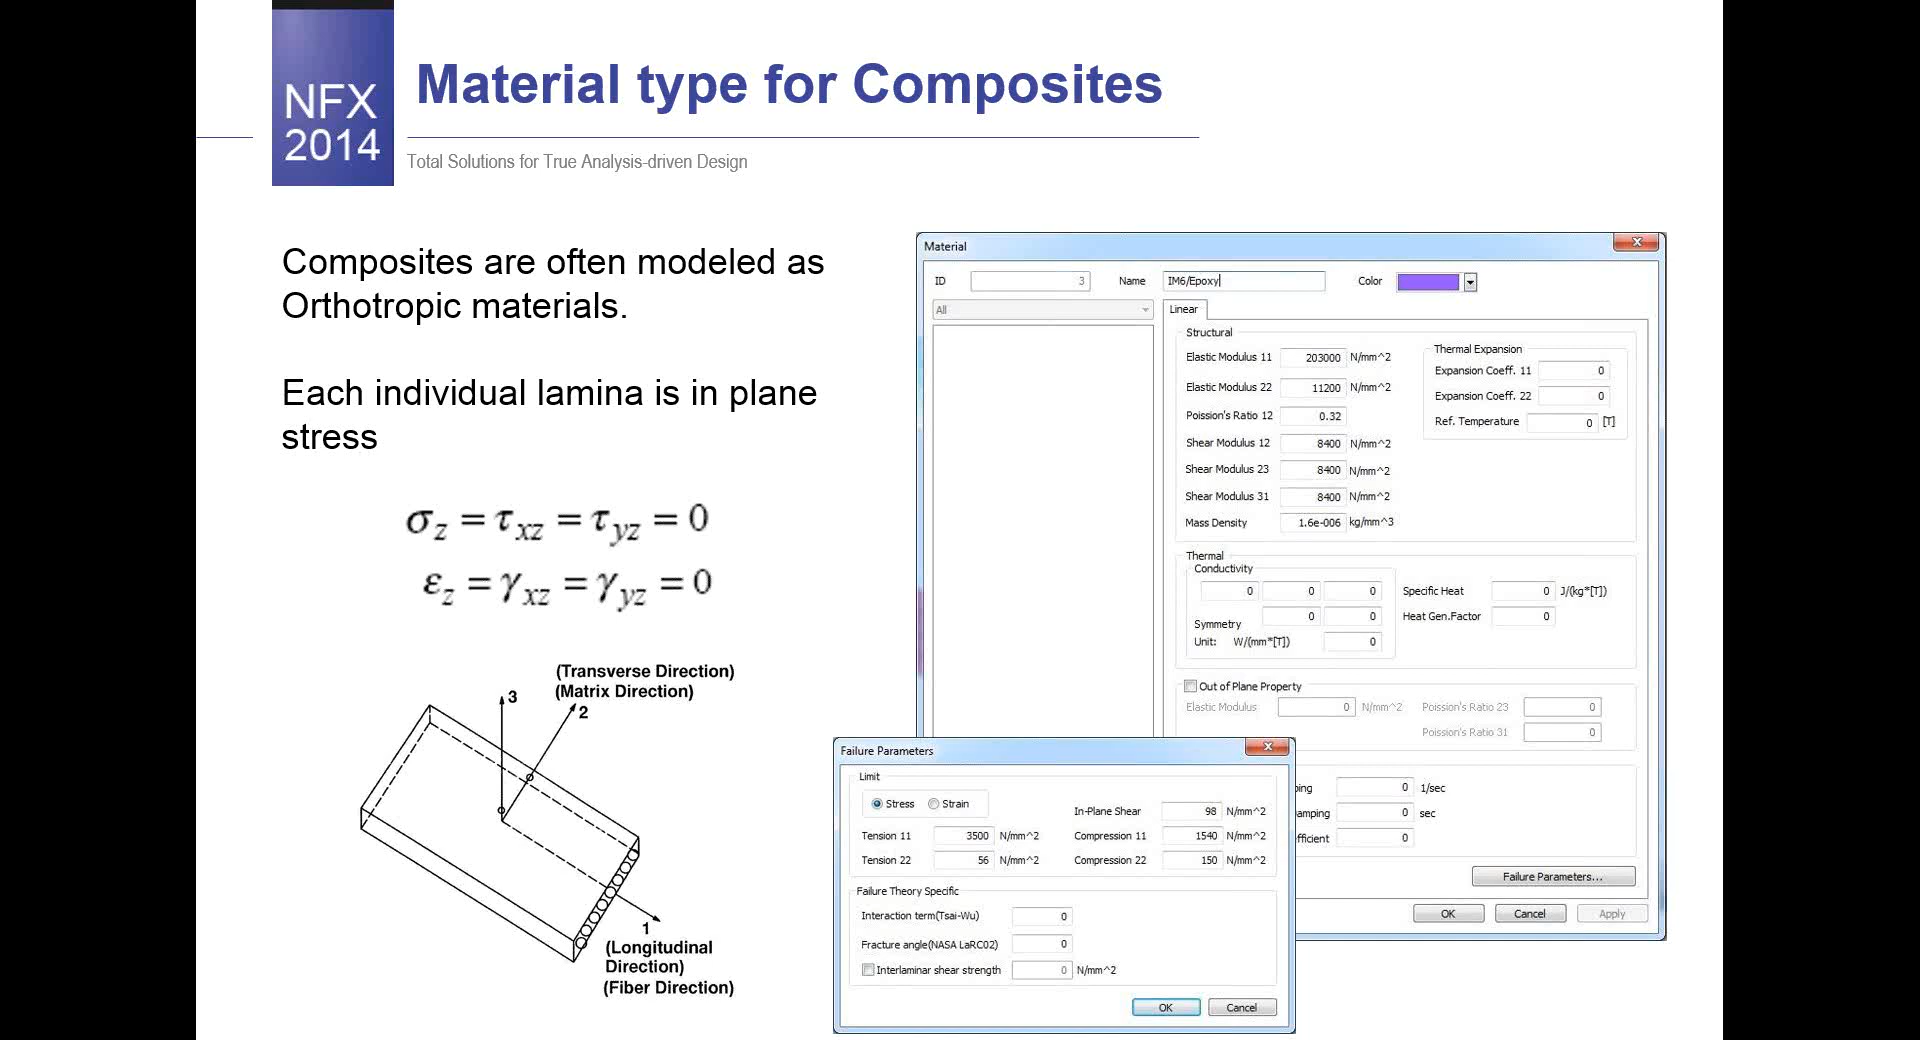 NFX
2014
Material type for Composites
Total Solutions for True Analysis-driven Design
Composites are often modeled as
Orthotropic materials.
Each individual lamina is in plane
stress
σz = τxz = τyz = 0
εz = γxz = γyz = 0
(Transverse Direction)
(Matrix Direction)
3
2
1
(Longitudinal
Direction)
(Fiber Direction)
Material
ID 3 Name IM6/Epoxy Color
All
Linear
Structural
Elastic Modulus 11 203000 N/mm^2
Elastic Modulus 22 11200 N/mm^2
Poission's Ratio 12 0.32
Shear Modulus 12 8400 N/mm^2
Shear Modulus 23 8400 N/mm^2
Shear Modulus 31 8400 N/mm^2
Mass Density 1.6e-006 kg/mm^3
Thermal Expansion
Expansion Coeff. 11 0
Expansion Coeff. 22 0
Ref. Temperature 0 [T]
Thermal
Conductivity
0 0 0
Symmetry 0 0
Unit: W/(mm*[T]) 0
Specific Heat 0 J/(kg*[T])
Heat Gen.Factor 0
Out of Plane Property
Elastic Modulus 0 N/mm^2 Poission's Ratio 23 0
Poission's Ratio 31 0
ping 0 1/sec
amping 0 sec
efficient 0
Failure Parameters...
OK Cancel Apply
Failure Parameters
Limit
Stress Strain
In-Plane Shear 98 N/mm^2
Tension 11 3500 N/mm^2 Compression 11 1540 N/mm^2
Tension 22 56 N/mm^2 Compression 22 150 N/mm^2
Failure Theory Specific
Interaction term(Tsai-Wu) 0
Fracture angle(NASA LaRC02) 0
Interlaminar shear strength 0 N/mm^2
OK Cancel